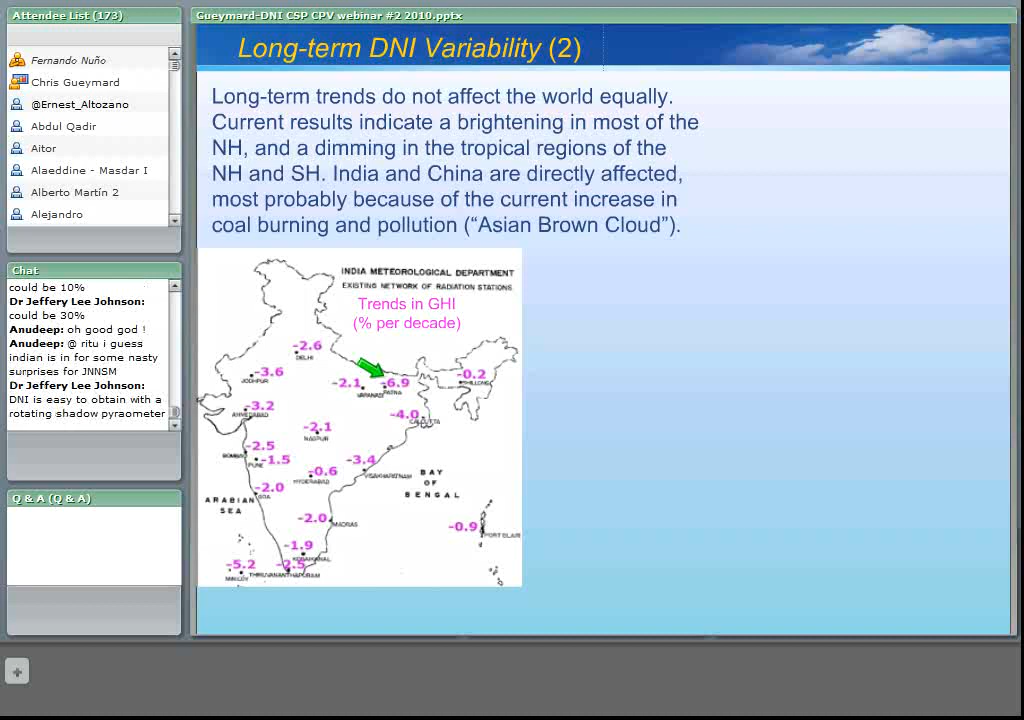 Attendee List (173)
Fernando Nuño
Chris Gueymard
@Ernest_Altozano
Abdul Qadir
Aitor
Alaeddine - Masdar I
Alberto Martín 2
Alejandro
Chat
could be 10%
Dr Jeffery Lee Johnson:
could be 30%
Anudeep: oh good god !
Anudeep: @ ritu i guess
indian is in for some nasty
surprises for JNNSM
Dr Jeffery Lee Johnson:
DNI is easy to obtain with a
rotating shadow pyraometer
Q & A (Q & A)
Gueymard-DNI CSP CPV webinar #2 2010.pptx
Long-term DNI Variability (2)
Long-term trends do not affect the world equally.
Current results indicate a brightening in most of the
NH, and a dimming in the tropical regions of the
NH and SH. India and China are directly affected,
most probably because of the current increase in
coal burning and pollution (“Asian Brown Cloud”).
INDIA METEOROLOGICAL DEPARTMENT
EXISTING NETWORK OF RADIATION STATIONS
Trends in GHI
(% per decade)
-2.6
DELHI
-3.6
JODHPUR
-2.1
VARANASI
-6.9
PATNA
-0.2
SHILLONG
-3.2
AHMEDABAD
-4.0
CALCUTTA
-2.1
NAGPUR
-2.5
BOMBAY
-1.5
PUNE
-3.4
VISAKHAPATNAM
-0.6
HYDERABAD
BAY
OF
BENGAL
-2.0
GOA
ARABIAN
SEA
-2.0
MADRAS
-0.9
PORT BLAIR
-1.9
KODAIKANAL
-5.2
MINICOY
-2.5
THIRUVANANTHAPURAM